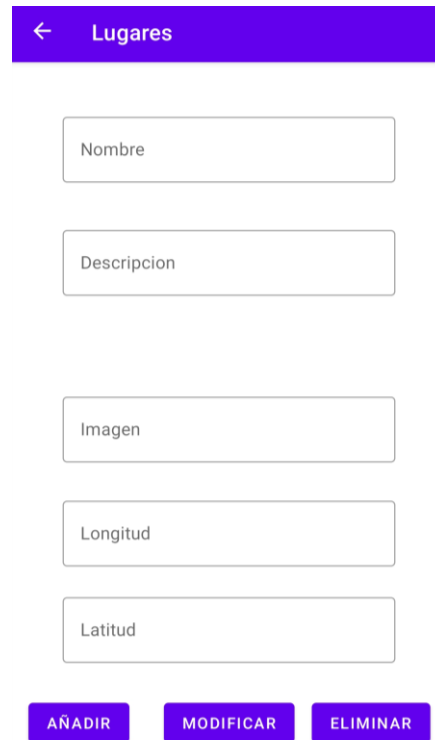 Lugares
Nombre
Descripcion
Imagen
Longitud
Latitud
AÑADIR MODIFICAR ELIMINAR